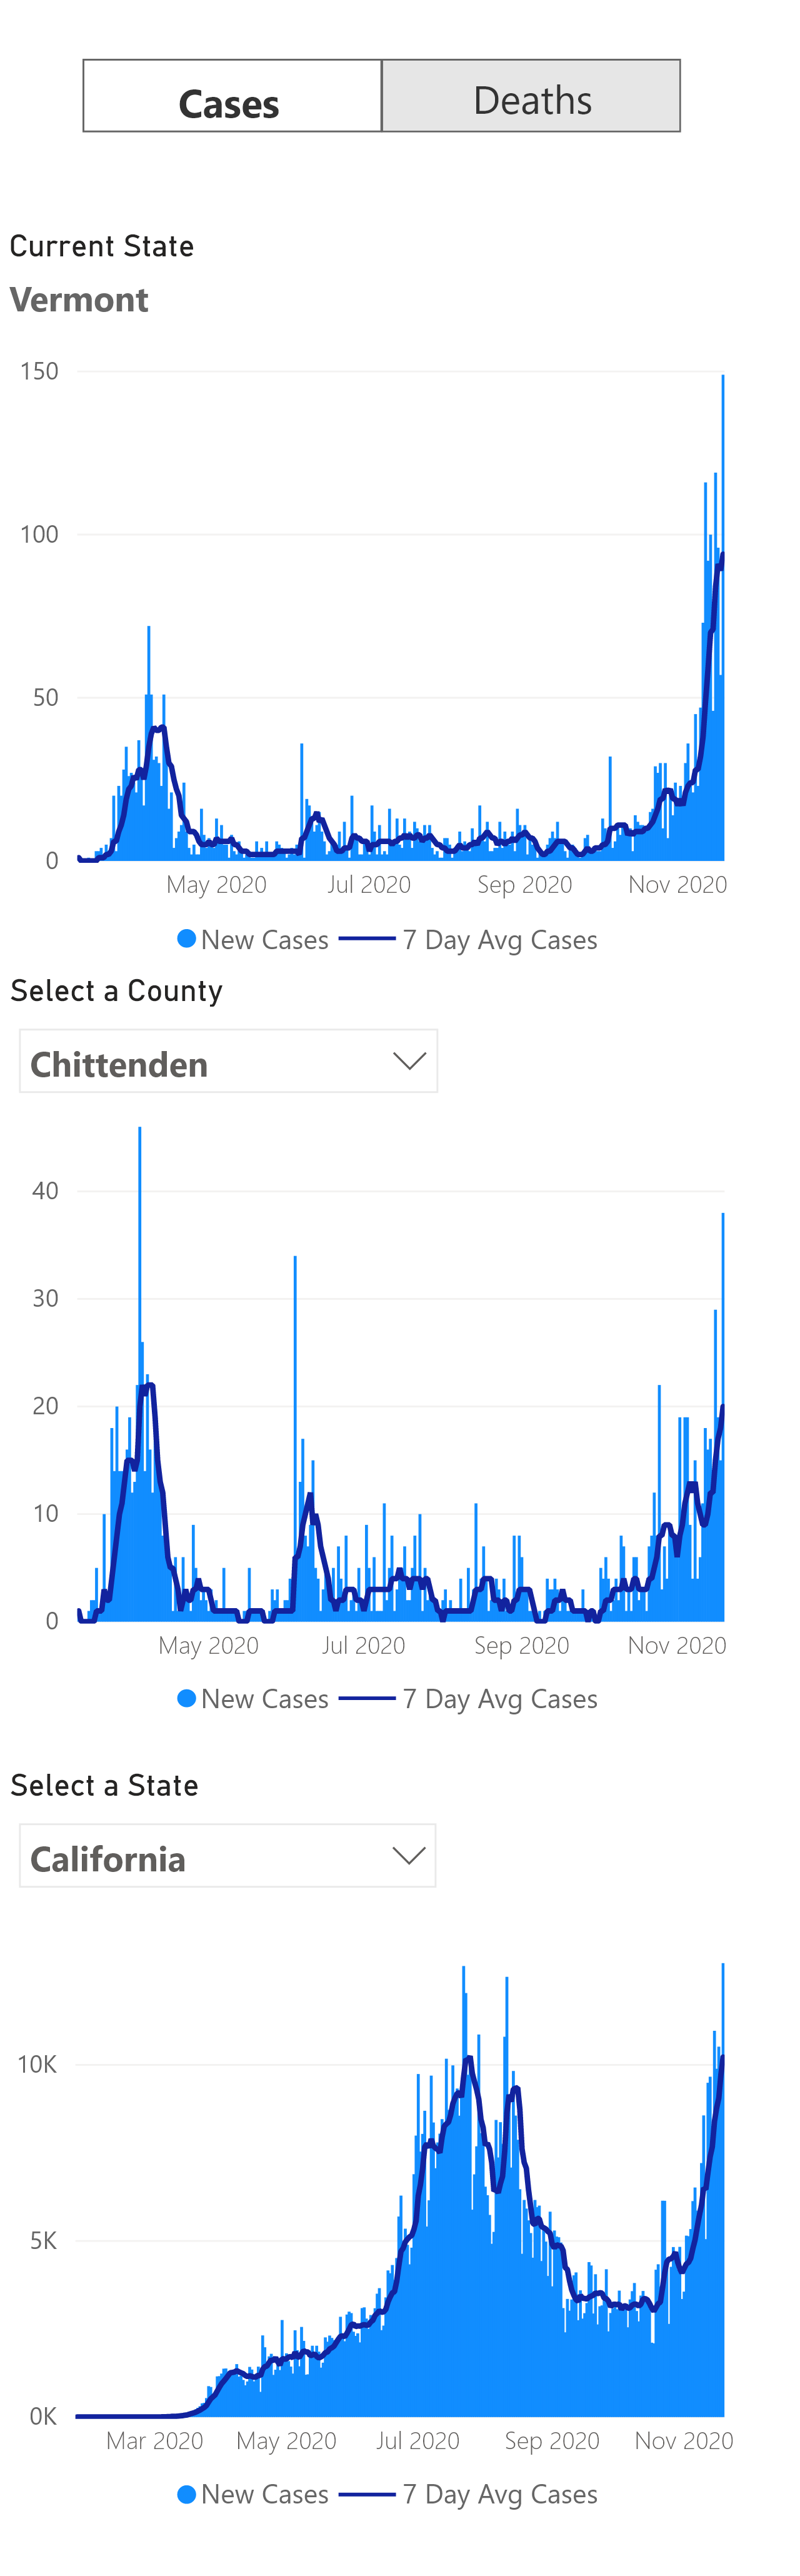 Cases Deaths
Current State
Vermont
150
100
50
0
May 2020 Jul 2020 Sep 2020 Nov 2020
New Cases 7 Day Avg Cases
Select a County
Chittenden
40
30
20
10
0
May 2020 Jul 2020 Sep 2020 Nov 2020
New Cases 7 Day Avg Cases
Select a State
California
10K
5K
0K
Mar 2020 May 2020 Jul 2020 Sep 2020 Nov 2020
New Cases 7 Day Avg Cases